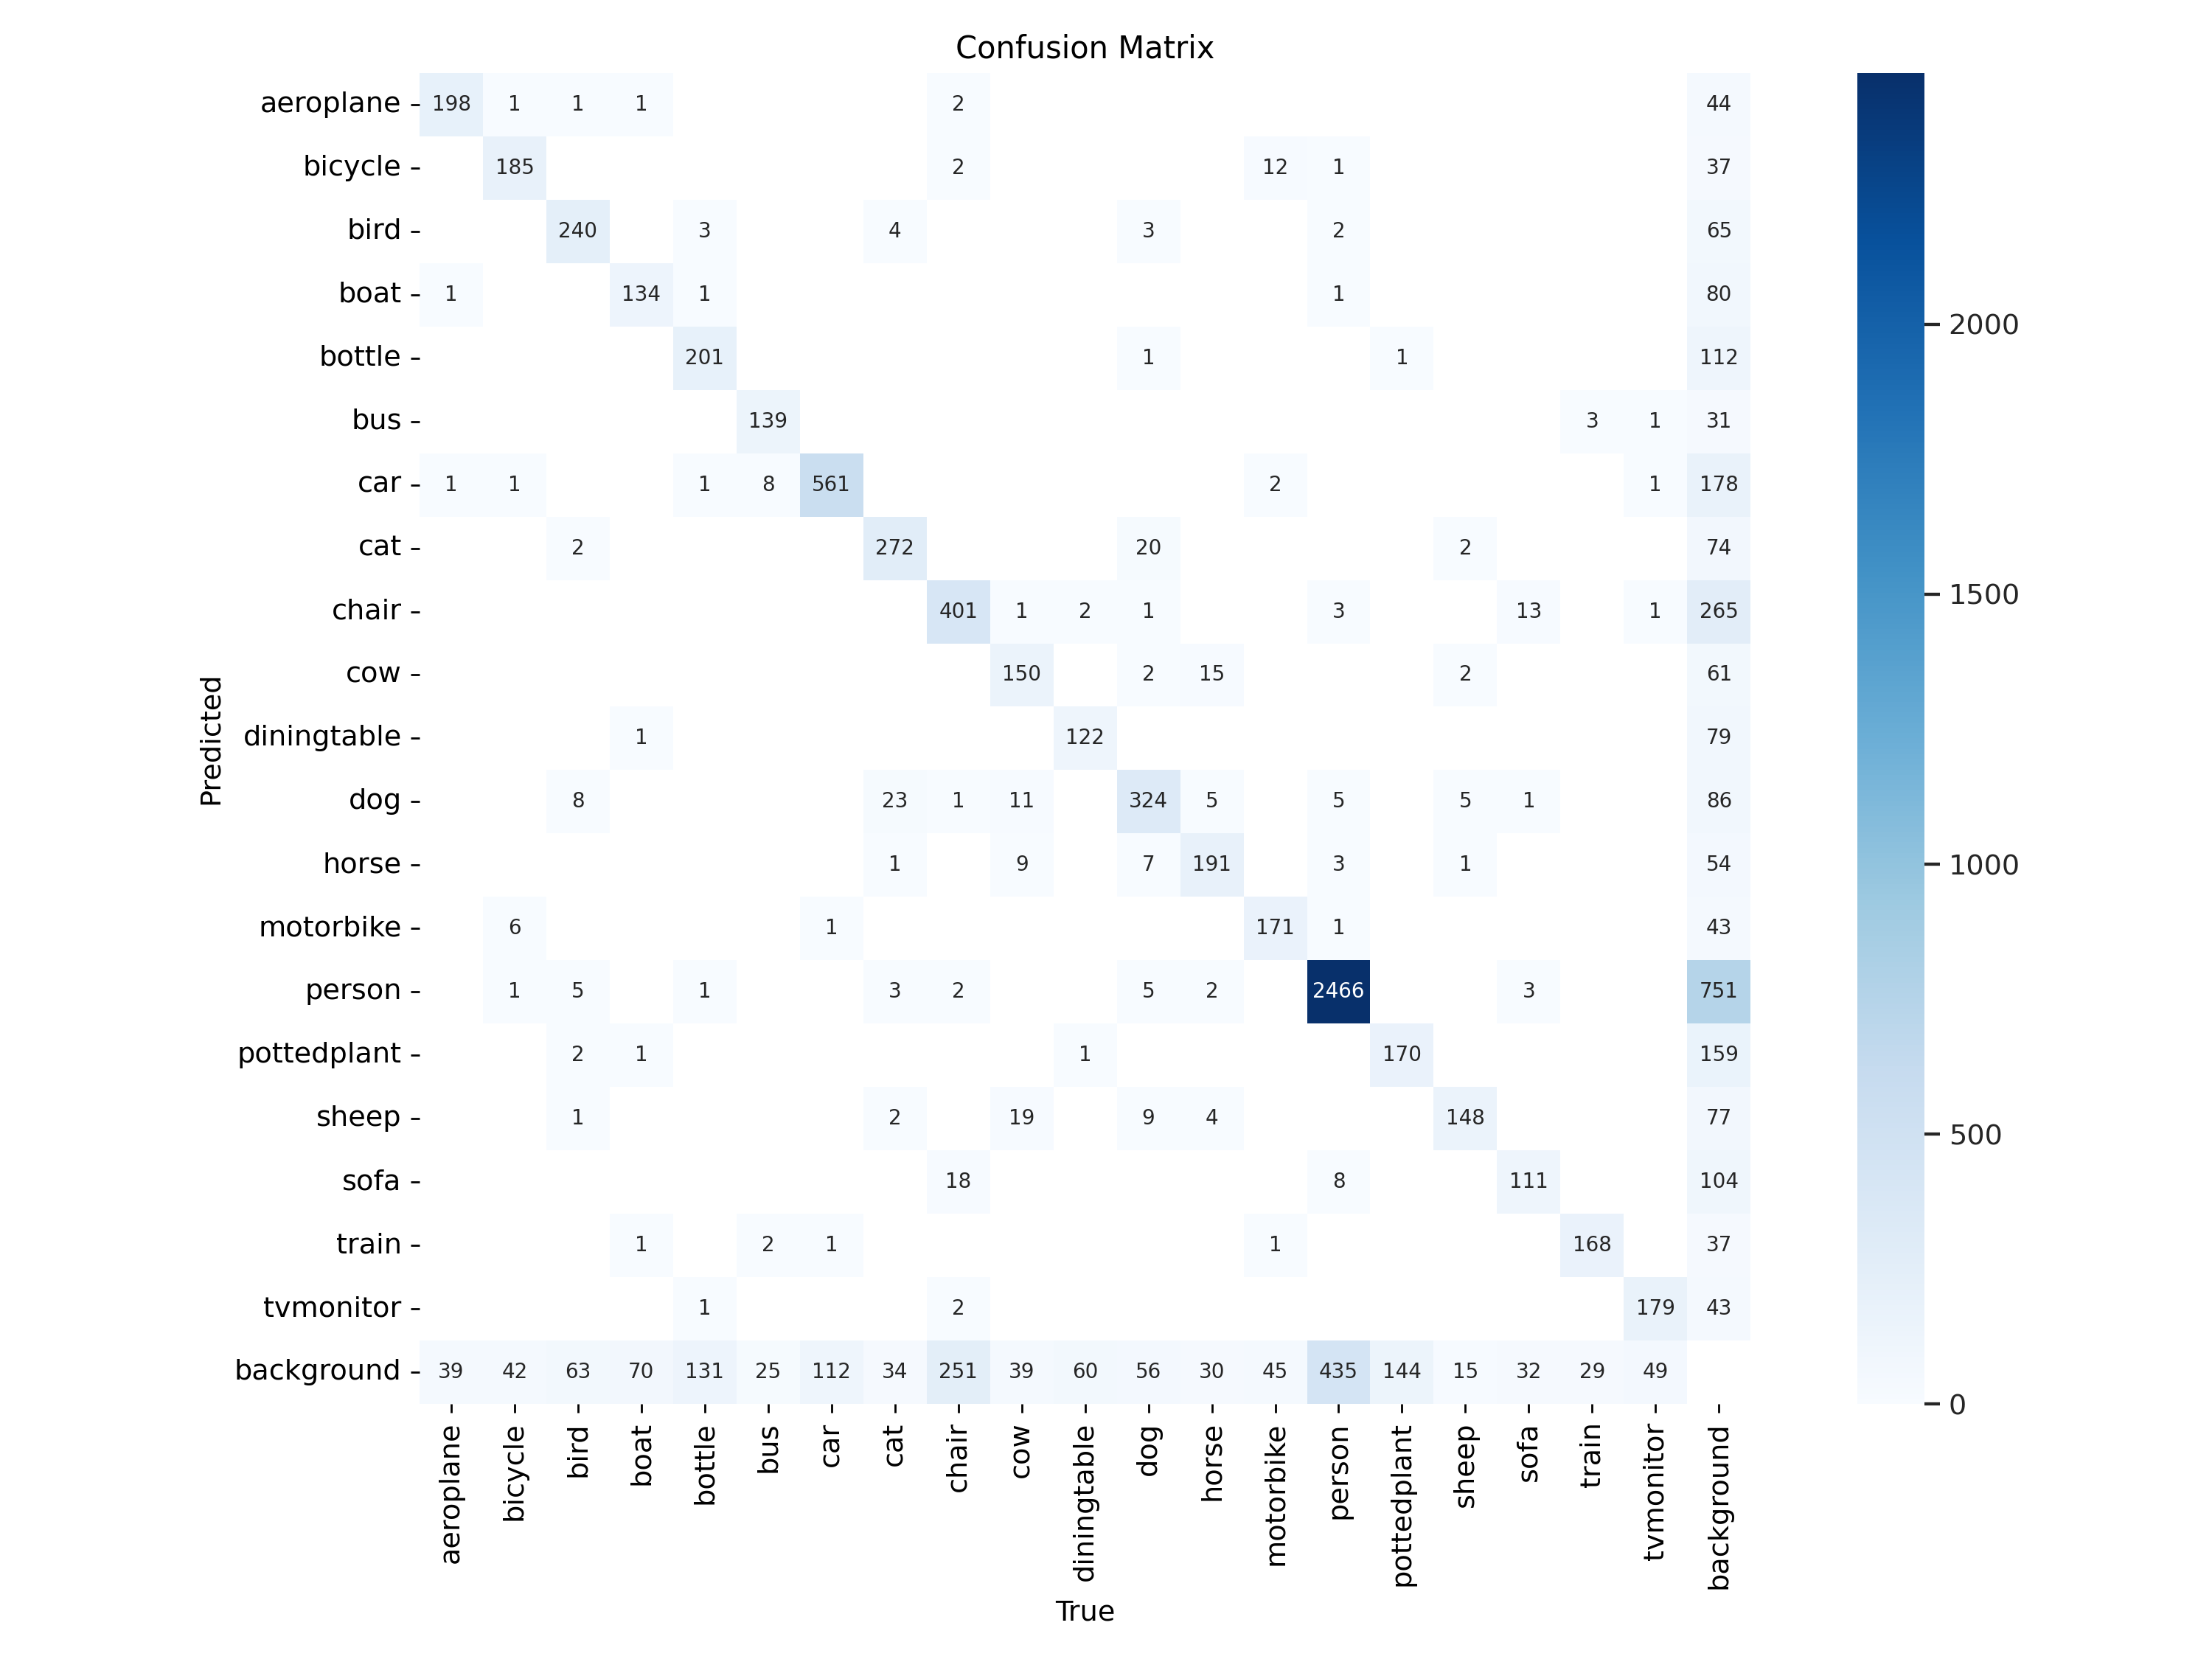 Confusion Matrix
aeroplane 198 1 1 1 2 44
bicycle 185 2 12 1 37
bird 240 3 4 3 2 65
boat 1 134 1 1 80
bottle 201 1 1 112
bus 139 3 1 31
car 1 1 1 8 561 2 1 178
cat 2 272 20 2 74
chair 401 1 2 1 3 13 1 265
cow 150 2 15 2 61
diningtable 1 122 79
dog 8 23 1 11 324 5 5 5 1 86
horse 1 9 7 191 3 1 54
motorbike 6 1 171 1 43
person 1 5 1 3 2 5 2 2466 3 751
pottedplant 2 1 1 170 159
sheep 1 2 19 9 4 148 77
sofa 18 8 111 104
train 1 2 1 1 168 37
tvmonitor 1 2 179 43
background 39 42 63 70 131 25 112 34 251 39 60 56 30 45 435 144 15 32 29 49
aeroplane bicycle bird boat bottle bus car cat chair cow diningtable dog horse motorbike person pottedplant sheep sofa train tvmonitor background
True
Predicted
2000
1500
1000
500
0